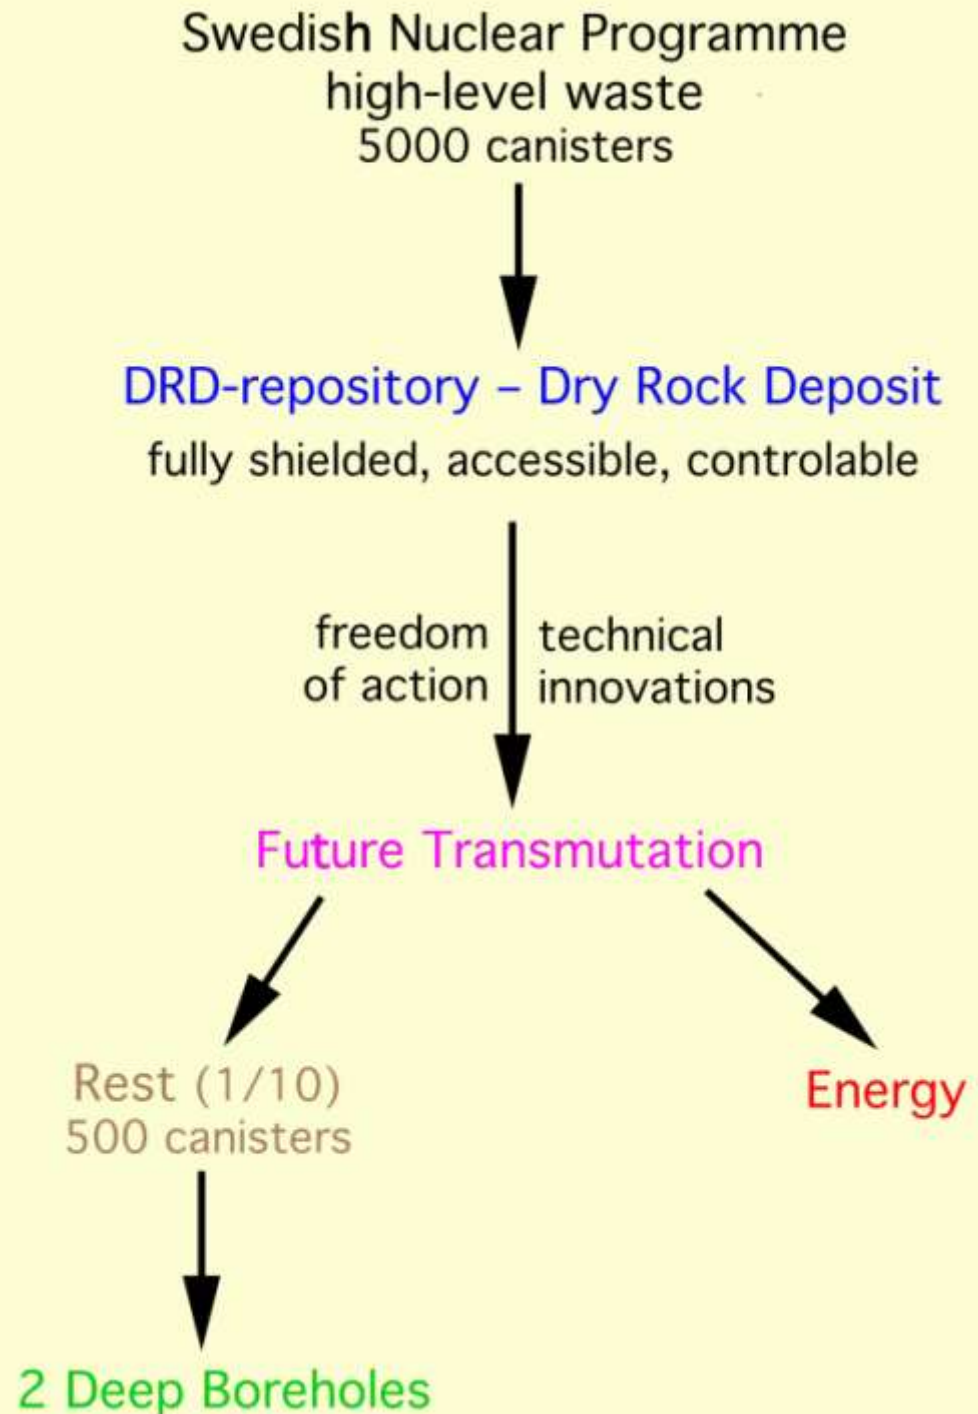 Swedish Nuclear Programme
high-level waste
5000 canisters
DRD-repository – Dry Rock Deposit
fully shielded, accessible, controlable
freedom
of action
technical
innovations
Future Transmutation
Rest (1/10)
500 canisters
Energy
2 Deep Boreholes